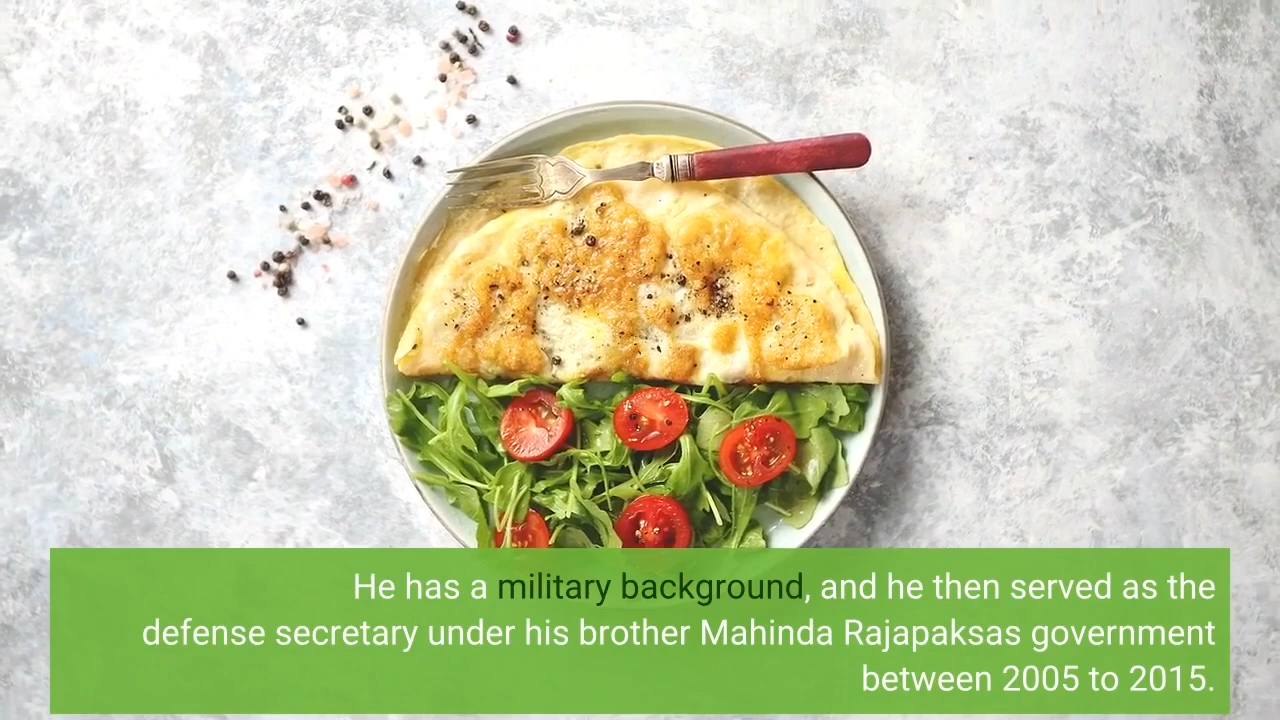 He has a military background, and he then served as the
defense secretary under his brother Mahinda Rajapaksas government
between 2005 to 2015.